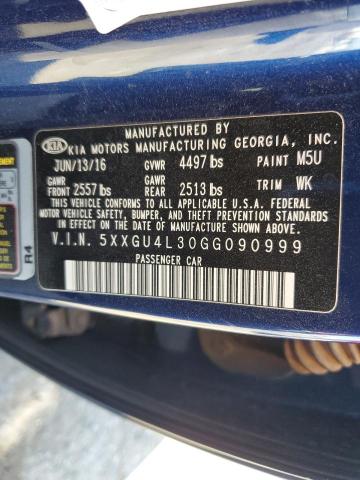 MANUFACTURED BY
KIA KIA MOTORS MANUFACTURING GEORGIA, INC.
JUN/13/16 GVWR 4497 lbs PAINT M5U
GAWR FRONT 2557 lbs GAWR REAR 2513 lbs TRIM WK
THIS VEHICLE CONFORMS TO ALL APPLICABLE U.S.A. FEDERAL
MOTOR VEHICLE SAFETY, BUMPER, AND THEFT PREVENTION STANDARDS
IN EFFECT ON THE DATE OF MANUFACTURE SHOWN ABOVE.
V.I.N. 5XXGU4L30GG090999
PASSENGER CAR
R4